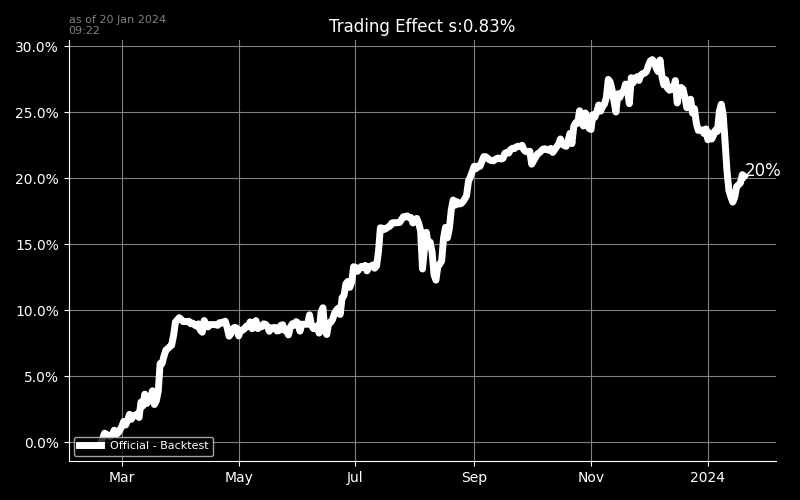 as of 20 Jan 2024
09:22
Trading Effect s:0.83%
30.0%
25.0%
20.0%
15.0%
10.0%
5.0%
0.0%
20%
Official - Backtest
Mar
May
Jul
Sep
Nov
2024